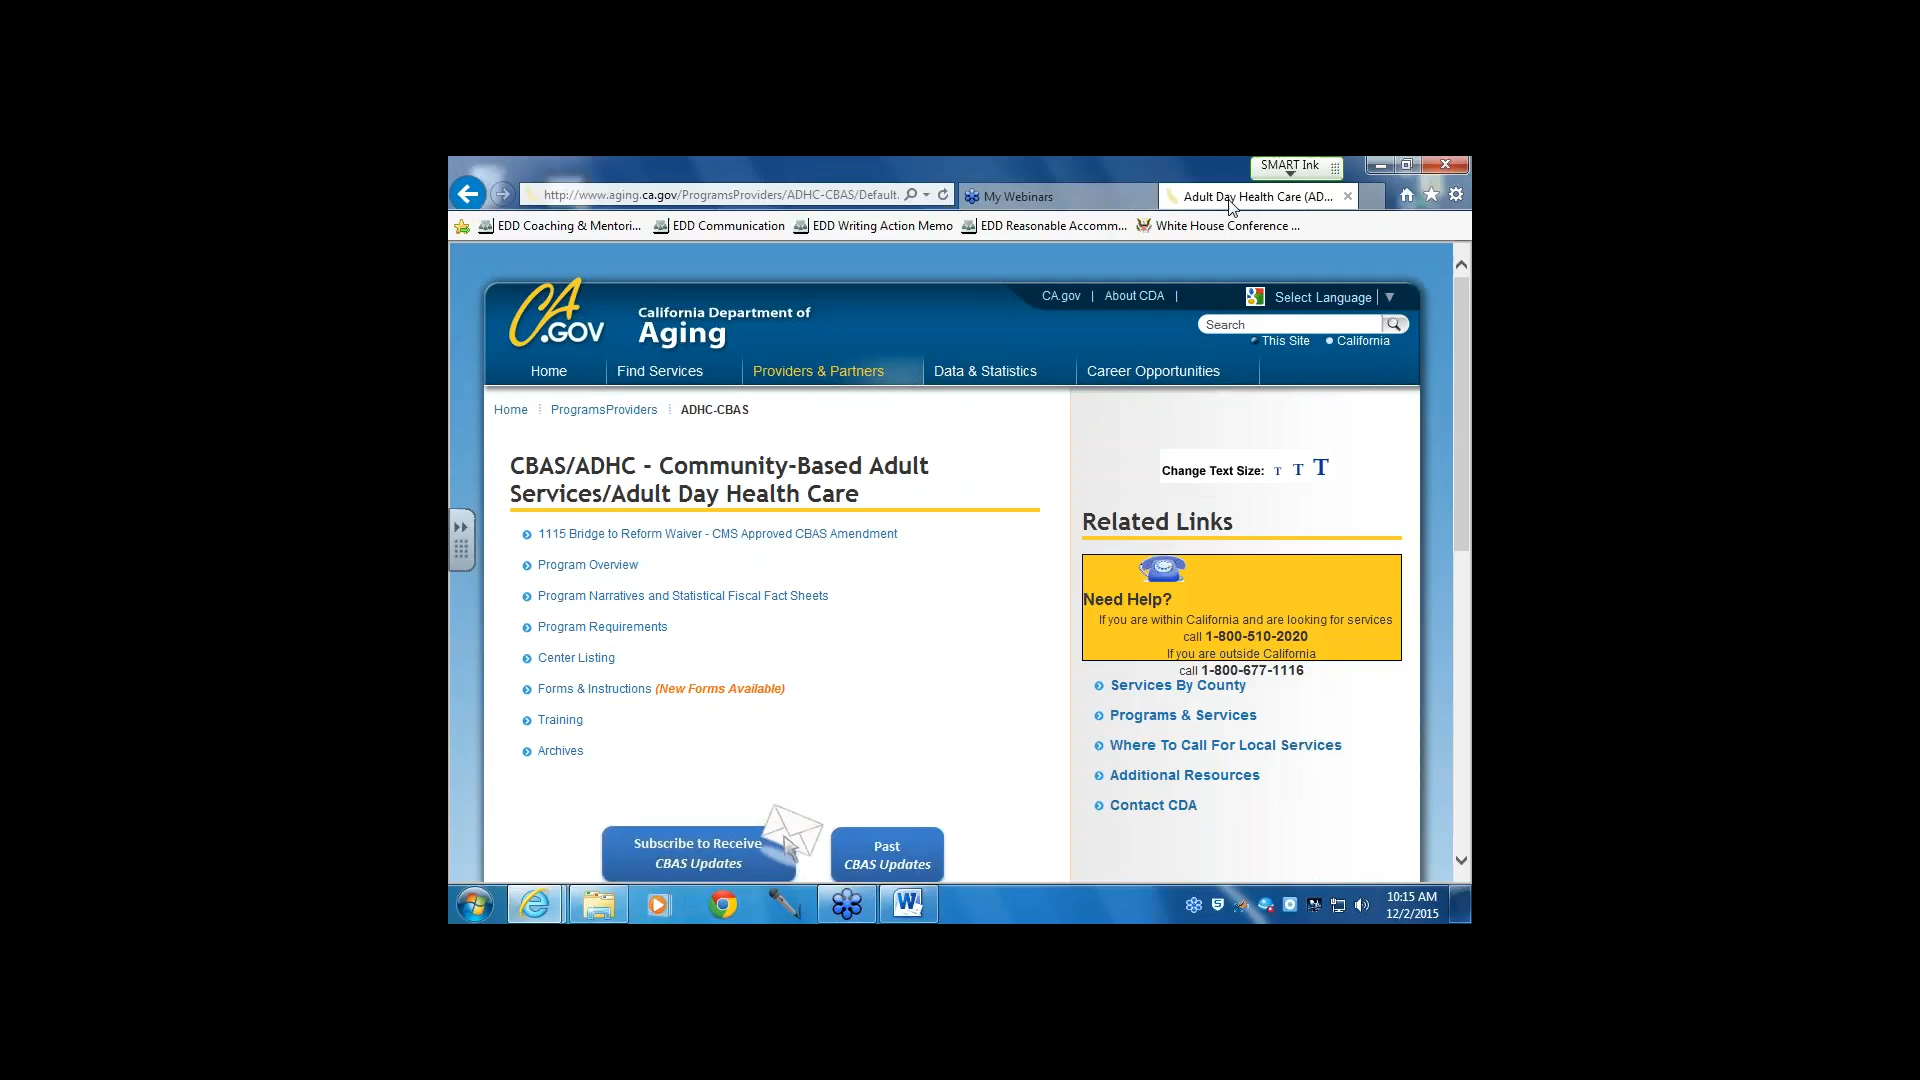 SMART Ink
http://www.aging.ca.gov/ProgramsProviders/ADHC-CBAS/Default.
My Webinars
Adult Day Health Care (AD...
EDD Coaching & Mentori...
EDD Communication
EDD Writing Action Memo
EDD Reasonable Accomm...
White House Conference ...
CA.GOV
California Department of
Aging
CA.gov | About CDA |
Select Language
Search
This Site
California
Home
Find Services
Providers & Partners
Data & Statistics
Career Opportunities
Home
ProgramsProviders
ADHC-CBAS
CBAS/ADHC - Community-Based Adult
Services/Adult Day Health Care
1115 Bridge to Reform Waiver - CMS Approved CBAS Amendment
Program Overview
Program Narratives and Statistical Fiscal Fact Sheets
Program Requirements
Center Listing
Forms & Instructions (New Forms Available)
Training
Archives
Subscribe to Receive
CBAS Updates
Past
CBAS Updates
Change Text Size: T T T
Related Links
Need Help?
If you are within California and are looking for services
call 1-800-510-2020
If you are outside California
call 1-800-677-1116
Services By County
Programs & Services
Where To Call For Local Services
Additional Resources
Contact CDA
10:15 AM
12/2/2015